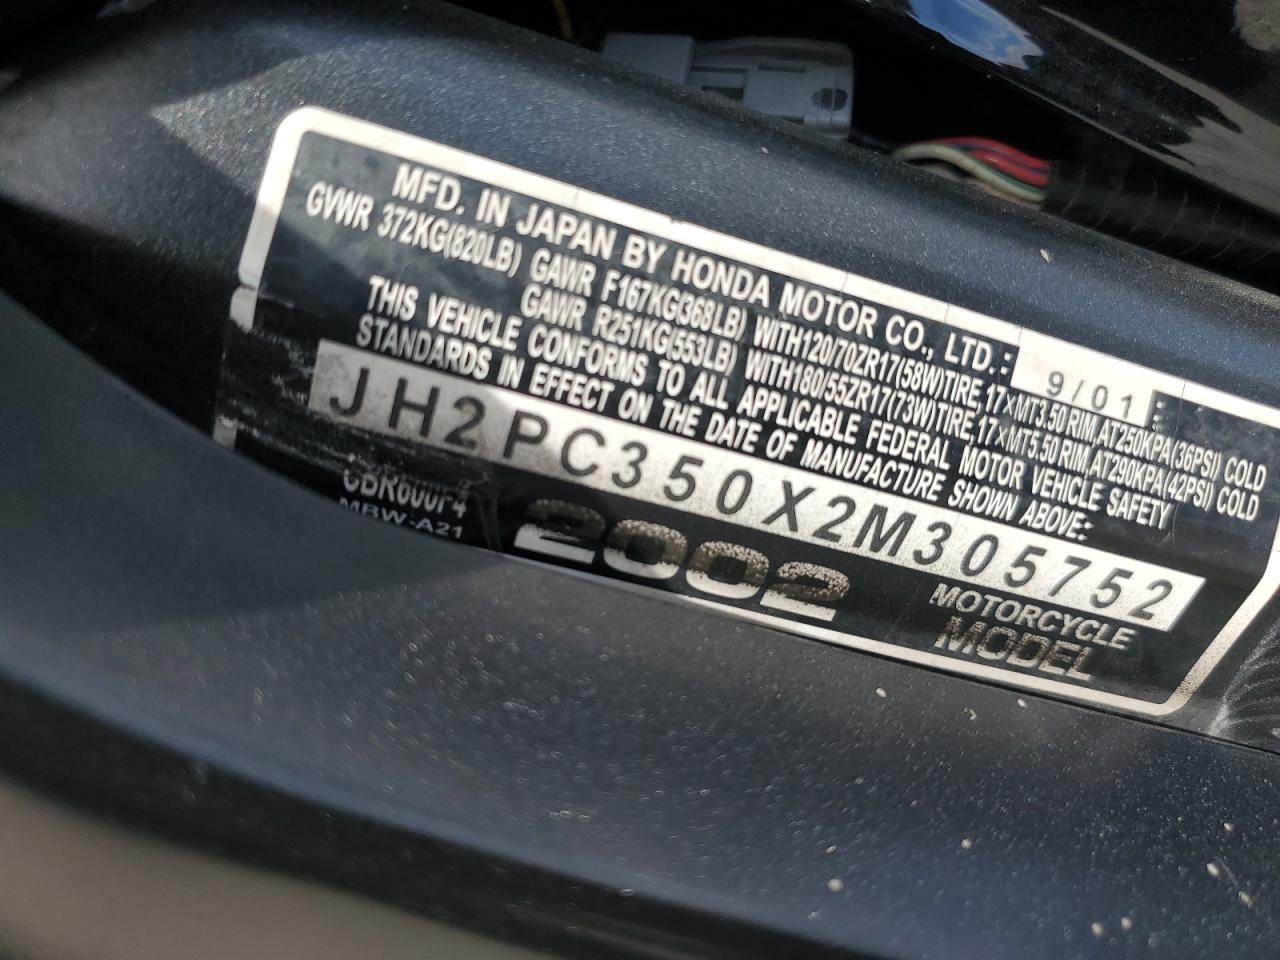 MFD. IN JAPAN BY HONDA MOTOR CO., LTD.: 9/01 :
GVWR 372KG(820LB) GAWR F167KG(368LB) WITH120/70ZR17(58W)TIRE,17×MT3.50 RIM,AT250KPA(36PSI) COLD
GAWR R251KG(553LB) WITH180/55ZR17(73W)TIRE,17×MT5.50 RIM,AT290KPA(42PSI) COLD
THIS VEHICLE CONFORMS TO ALL APPLICABLE FEDERAL MOTOR VEHICLE SAFETY
STANDARDS IN EFFECT ON THE DATE OF MANUFACTURE SHOWN ABOVE:
JH2PC350X2M305752
CBR600F4 MOTORCYCLE
MBW-A21 2002 MODEL